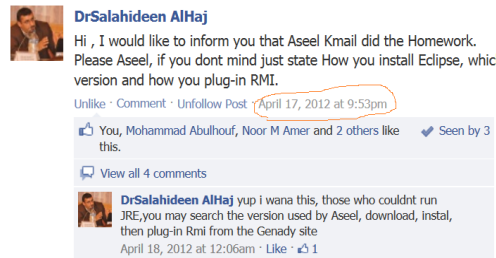 DrSalahideen AlHaj
Hi , I would like to inform you that Aseel Kmail did the Homework.
Please Aseel, if you dont mind just state How you install Eclipse, whic
version and how you plug-in RMI.
Unlike · Comment · Unfollow Post · April 17, 2012 at 9:53pm
You, Mohammad Abulhouf, Noor M Amer and 2 others like
this.
Seen by 3
View all 4 comments
DrSalahideen AlHaj yup i wana this, those who couldnt run
JRE,you may search the version used by Aseel, download, instal,
then plug-in Rmi from the Genady site
April 18, 2012 at 12:06am · Like · 1